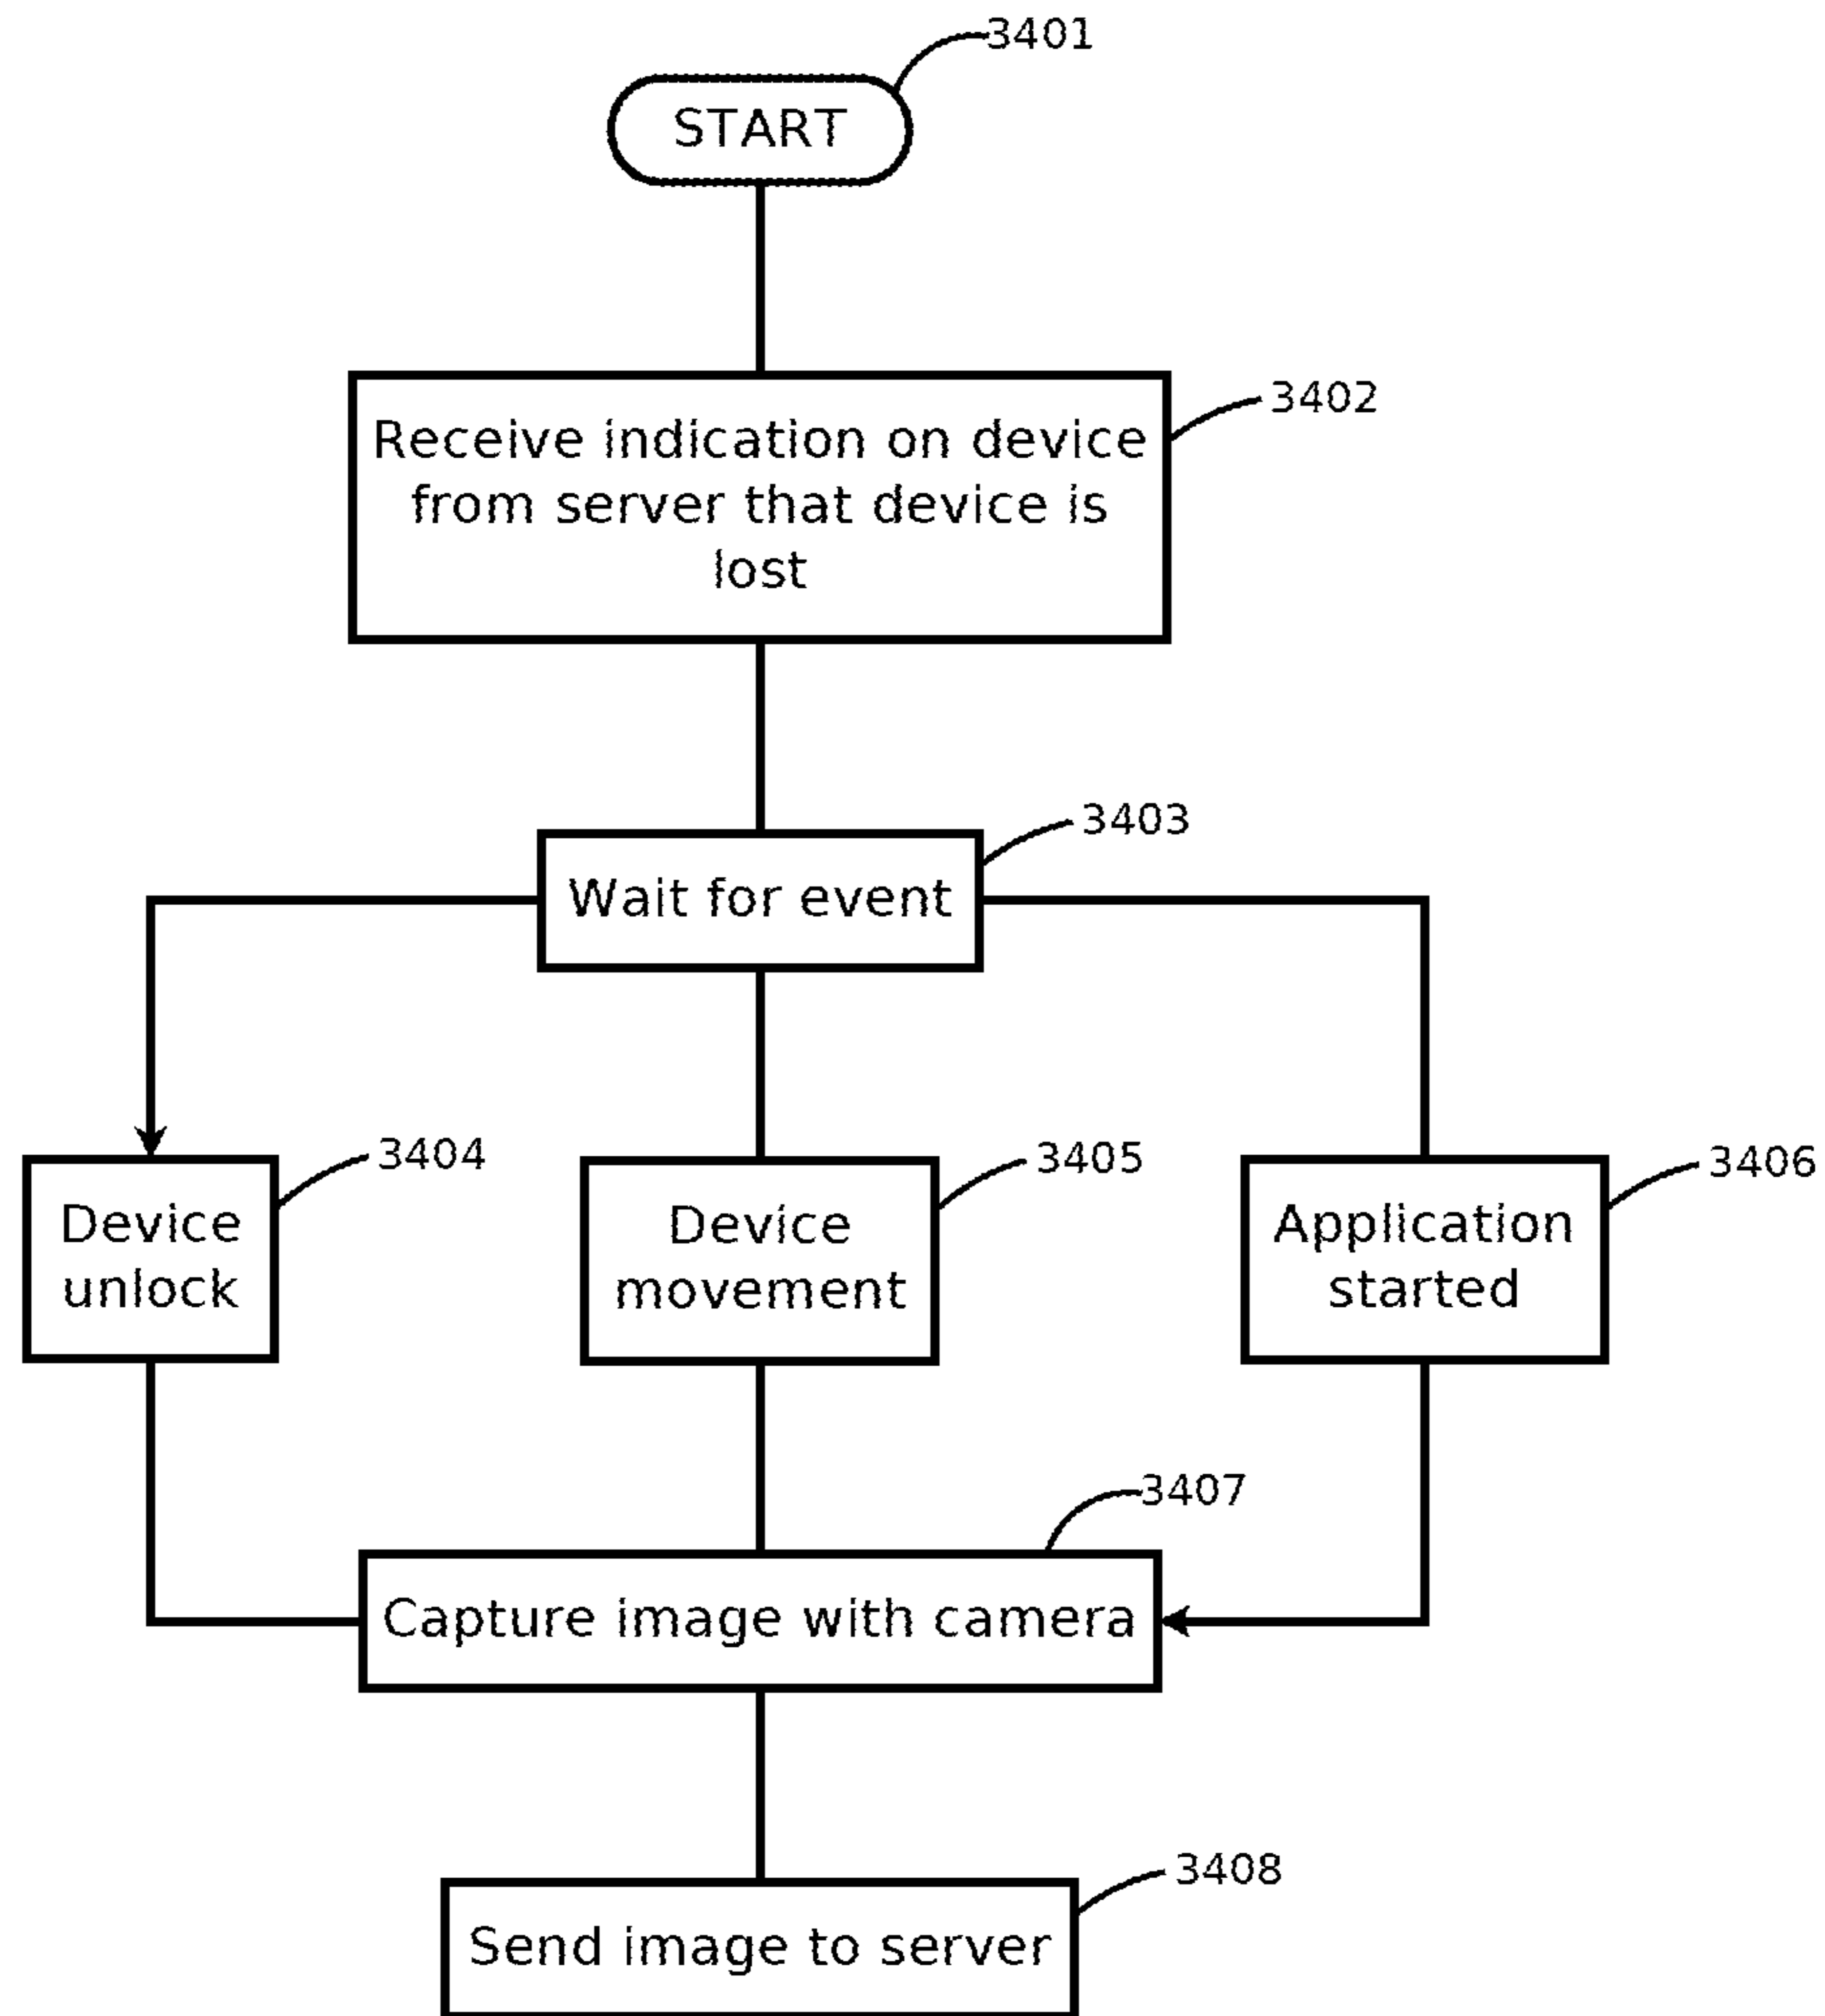 3401
START
3402
Receive indication on device
from server that device is
lost
3403
Wait for event
3404
Device
unlock
3405
Device
movement
3406
Application
started
3407
Capture image with camera
3408
Send image to server